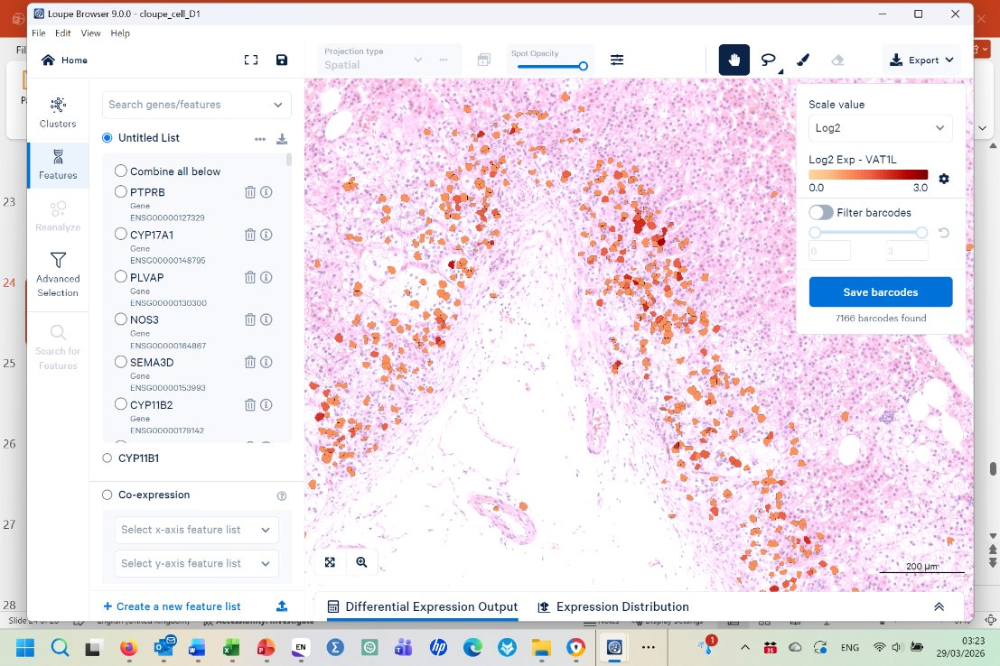 Loupe Browser 9.0.0 - cloupe_cell_D1
File Edit View Help
Home
Projection type
Spatial
Spot Opacity
Export
Clusters
Features
Reanalyze
Advanced
Selection
Search for
Features
Search genes/features
Untitled List
Combine all below
PTPRB
Gene
ENSG00000127329
CYP17A1
Gene
ENSG00000148795
PLVAP
Gene
ENSG00000130300
NOS3
Gene
ENSG00000164867
SEMA3D
Gene
ENSG00000153993
CYP11B2
Gene
ENSG00000179142
CYP11B1
Co-expression
Select x-axis feature list
Select y-axis feature list
+ Create a new feature list
Scale value
Log2
Log2 Exp - VAT1L
0.0 3.0
Filter barcodes
0 3
Save barcodes
7166 barcodes found
200 µm
Differential Expression Output
Expression Distribution
23
24
25
26
27
28
EN
ENG
1
35
03:23
29/03/2026